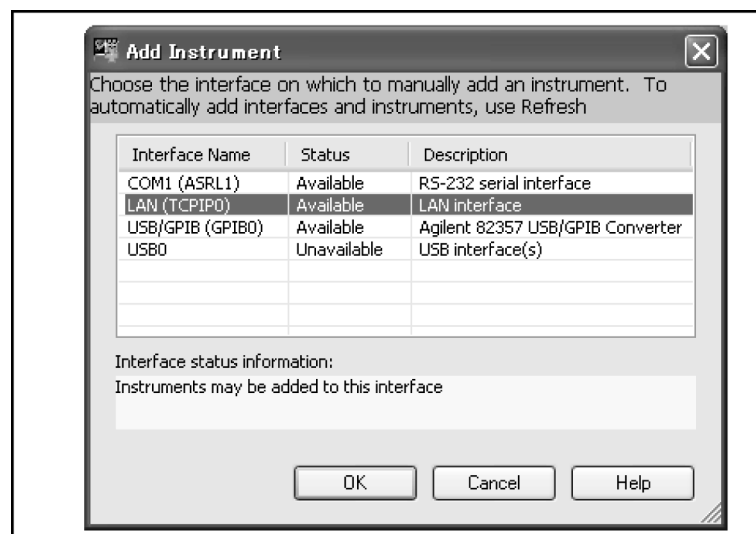 Add Instrument
Choose the interface on which to manually add an instrument. To
automatically add interfaces and instruments, use Refresh
Interface Name Status Description
COM1 (ASRL1) Available RS-232 serial interface
LAN (TCPIP0) Available LAN interface
USB/GPIB (GPIB0) Available Agilent 82357 USB/GPIB Converter
USB0 Unavailable USB interface(s)
Interface status information:
Instruments may be added to this interface
OK Cancel Help